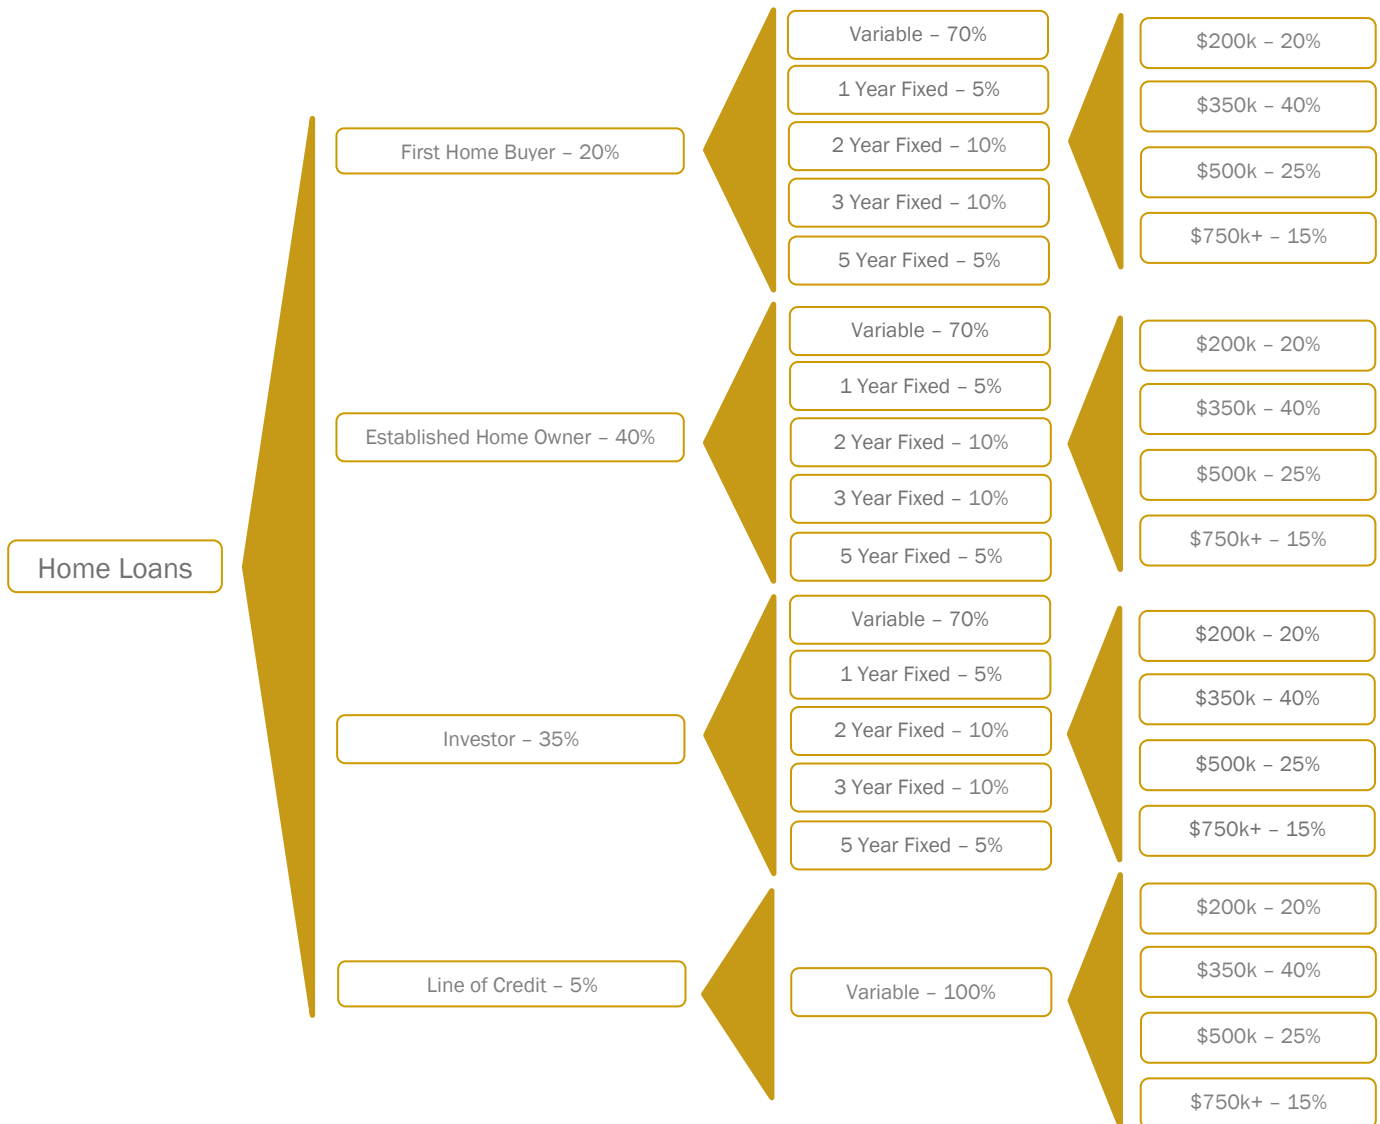 Home Loans
First Home Buyer – 20%
Variable – 70%
1 Year Fixed – 5%
2 Year Fixed – 10%
3 Year Fixed – 10%
5 Year Fixed – 5%
$200k – 20%
$350k – 40%
$500k – 25%
$750k+ – 15%
Established Home Owner – 40%
Variable – 70%
1 Year Fixed – 5%
2 Year Fixed – 10%
3 Year Fixed – 10%
5 Year Fixed – 5%
$200k – 20%
$350k – 40%
$500k – 25%
$750k+ – 15%
Investor – 35%
Variable – 70%
1 Year Fixed – 5%
2 Year Fixed – 10%
3 Year Fixed – 10%
5 Year Fixed – 5%
$200k – 20%
$350k – 40%
$500k – 25%
$750k+ – 15%
Line of Credit – 5%
Variable – 100%
$200k – 20%
$350k – 40%
$500k – 25%
$750k+ – 15%